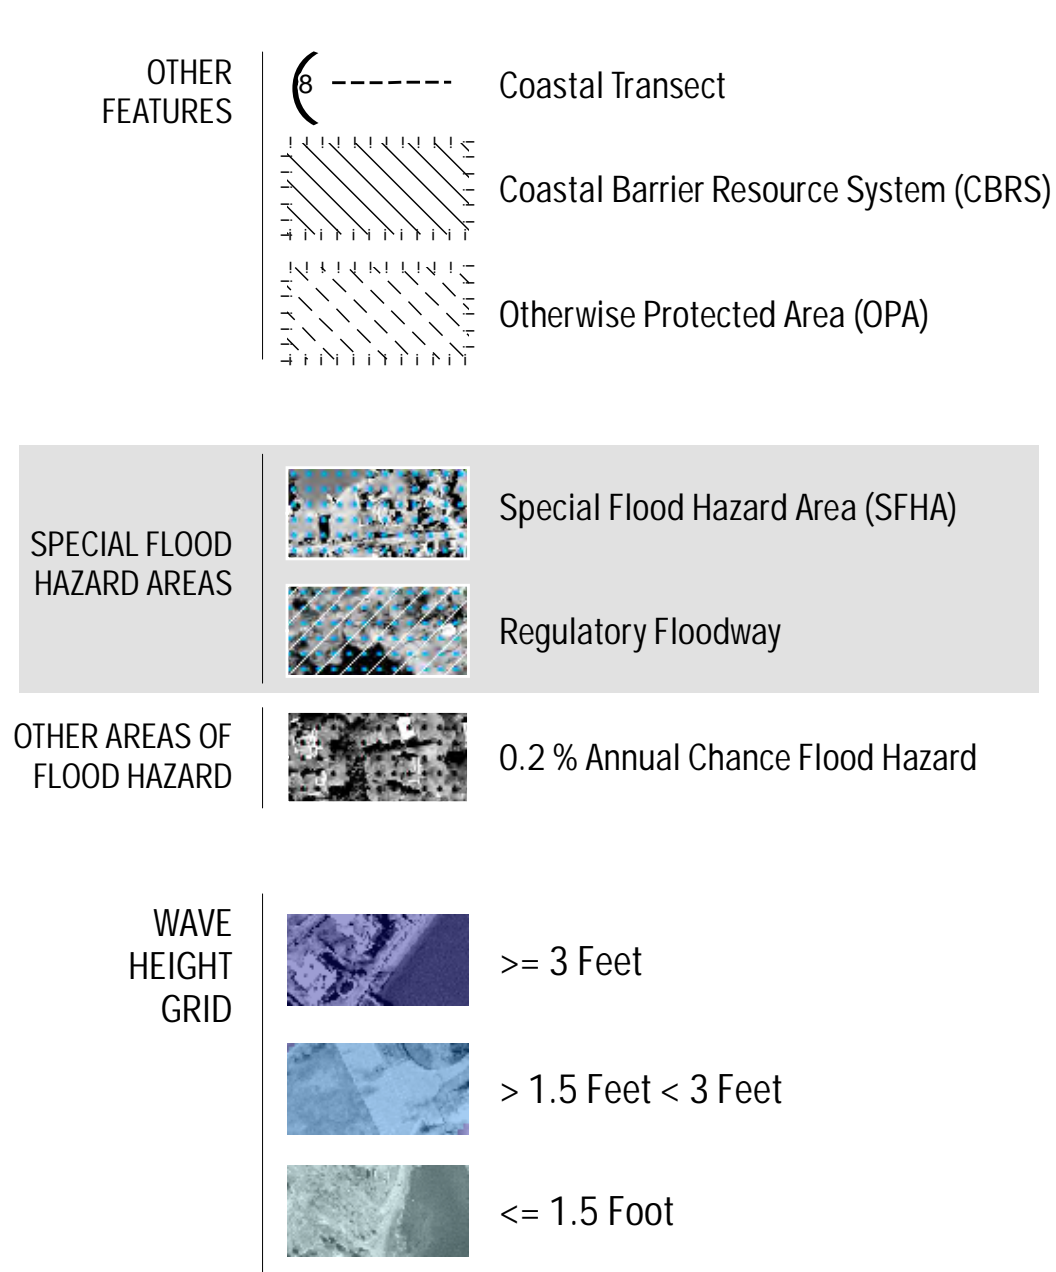 OTHER
FEATURES
8
Coastal Transect
Coastal Barrier Resource System (CBRS)
Otherwise Protected Area (OPA)
SPECIAL FLOOD
HAZARD AREAS
Special Flood Hazard Area (SFHA)
Regulatory Floodway
OTHER AREAS OF
FLOOD HAZARD
0.2 % Annual Chance Flood Hazard
WAVE
HEIGHT
GRID
>= 3 Feet
> 1.5 Feet < 3 Feet
<= 1.5 Foot